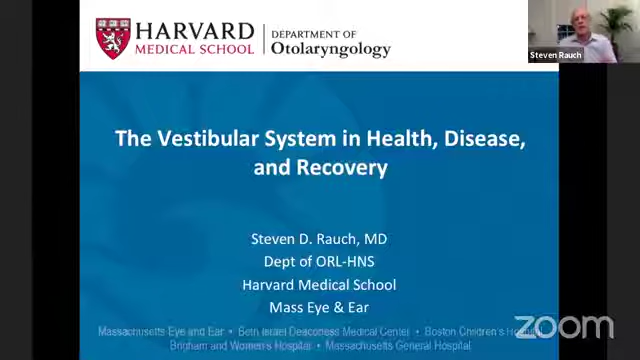 HARVARD
MEDICAL SCHOOL
DEPARTMENT OF
Otolaryngology
Steven Rauch
The Vestibular System in Health, Disease,
and Recovery
Steven D. Rauch, MD
Dept of ORL-HNS
Harvard Medical School
Mass Eye & Ear
Massachusetts Eye and Ear • Beth Israel Deaconess Medical Center • Boston Children's Hospital
Brigham and Women's Hospital • Massachusetts General Hospital
zoom